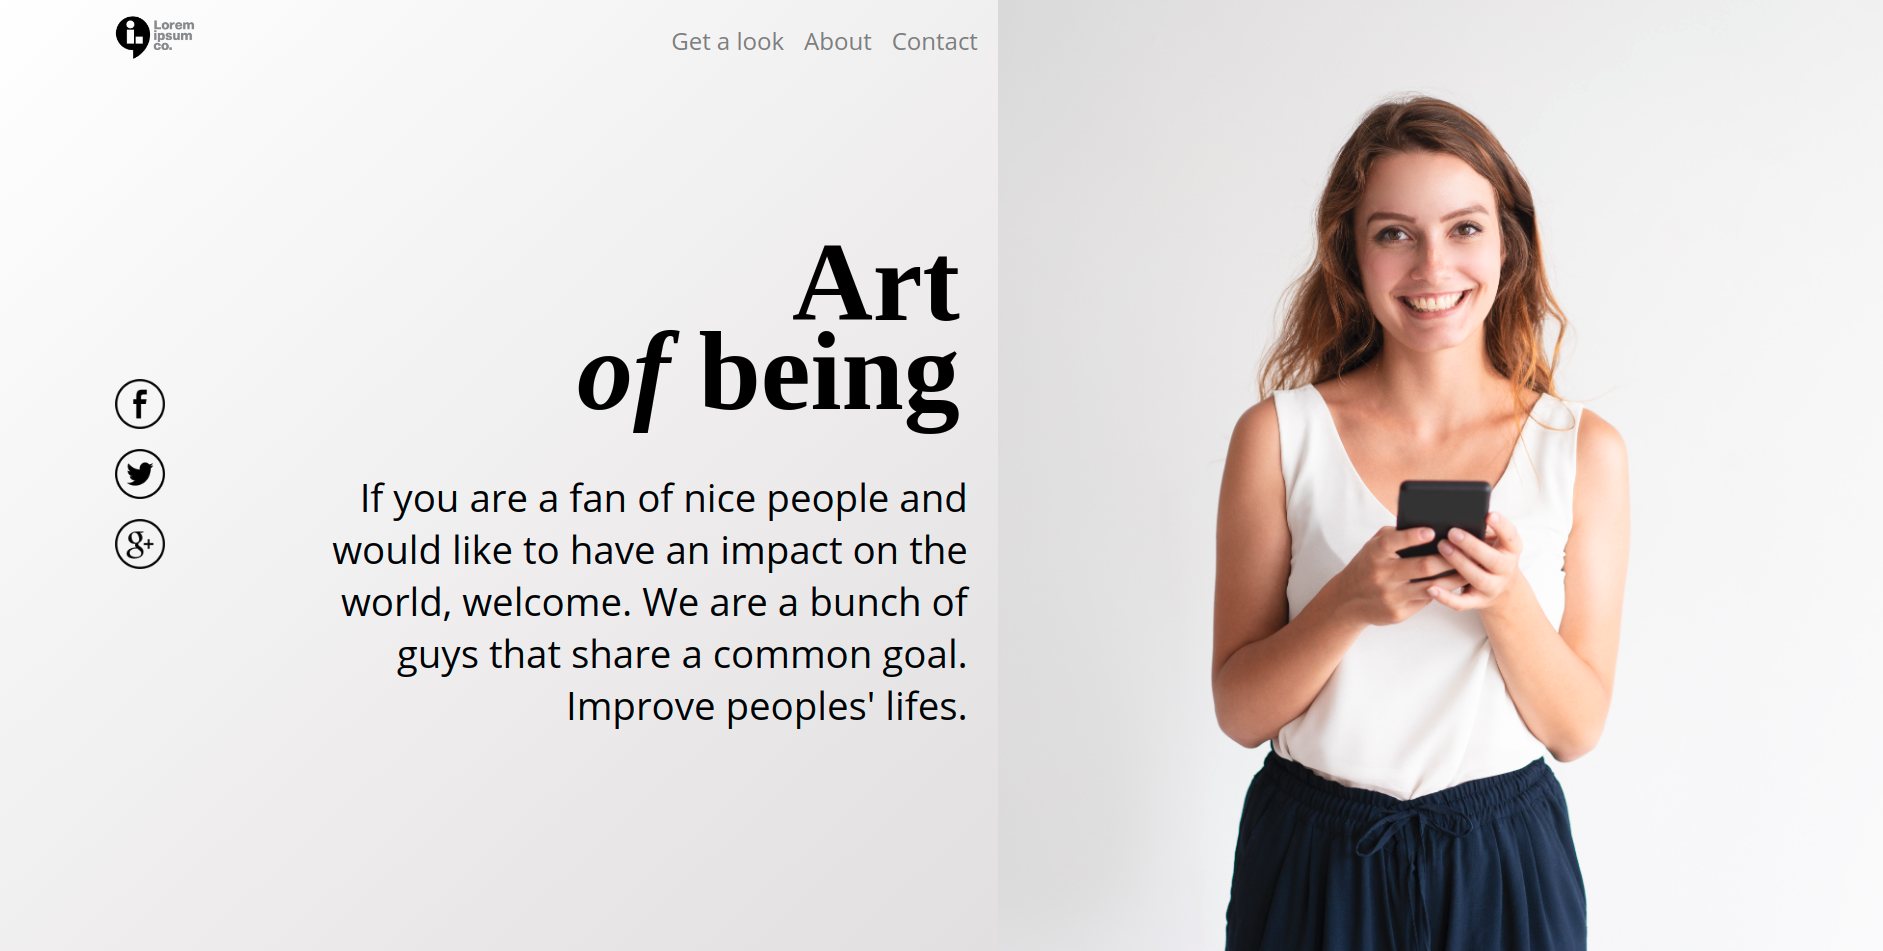 Lorem
ipsum
co.
Get a look About Contact
Art
of being
If you are a fan of nice people and
would like to have an impact on the
world, welcome. We are a bunch of
guys that share a common goal.
Improve peoples' lifes.
f
g+